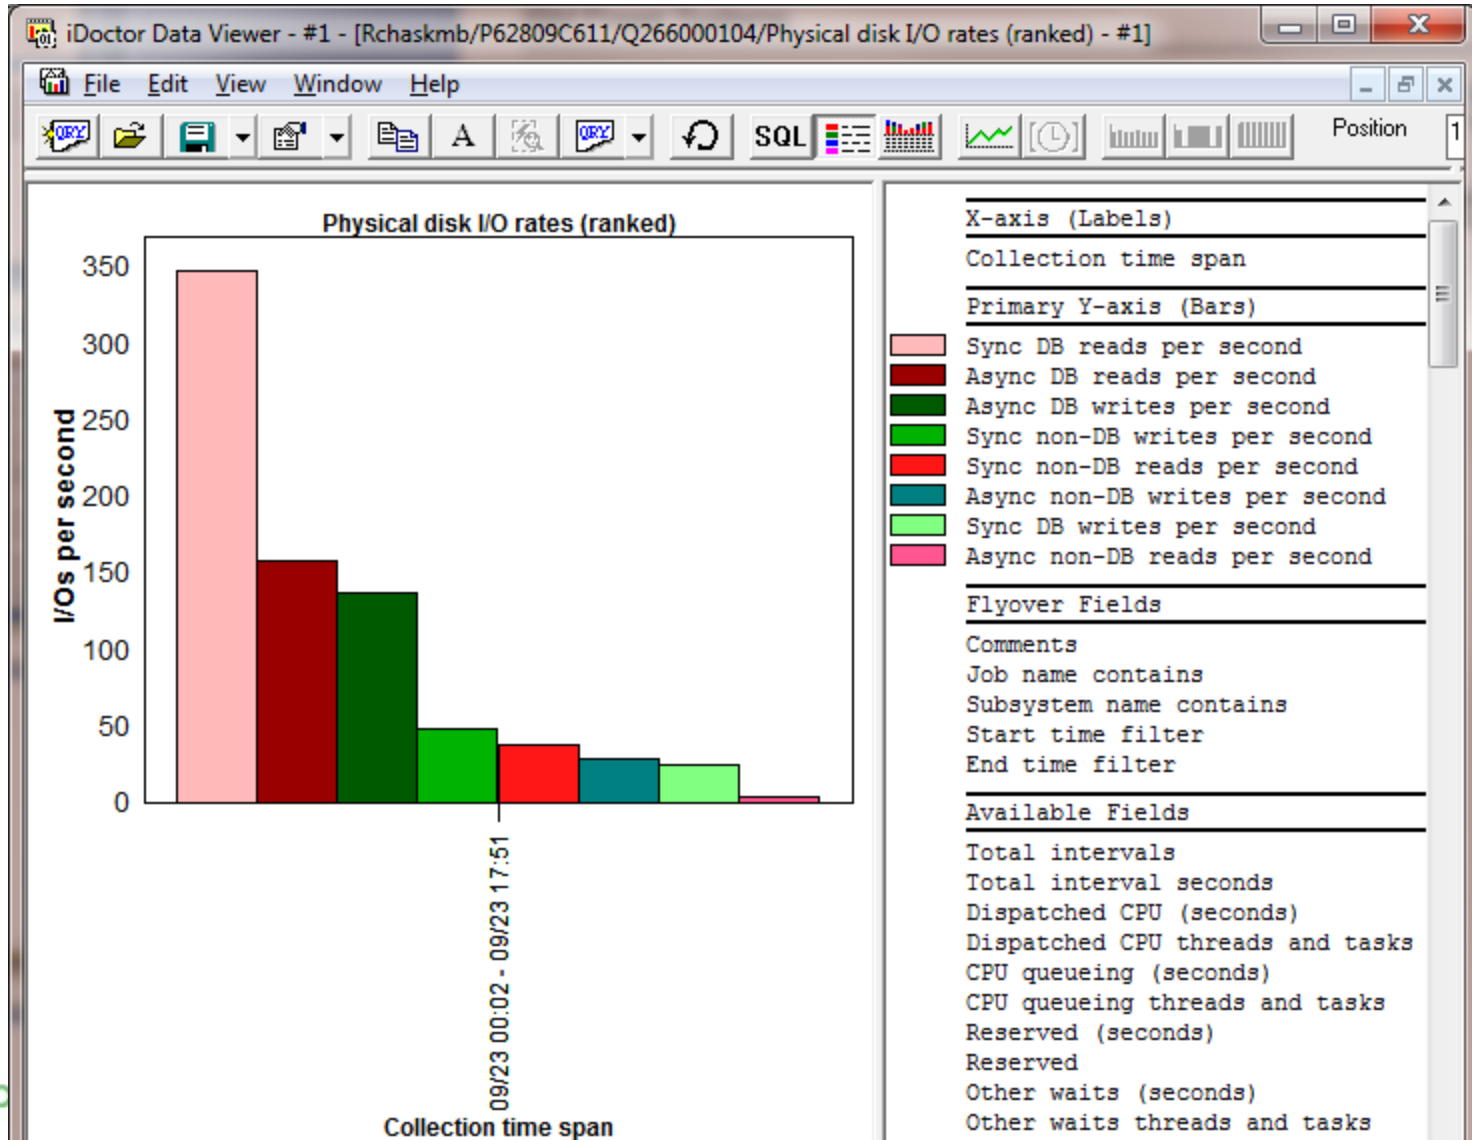 iDoctor Data Viewer - #1 - [Rchaskmb/P62809C611/Q266000104/Physical disk I/O rates (ranked) - #1]
File Edit View Window Help
QRY A QRY SQL Position 1
Physical disk I/O rates (ranked)
350
300
250
200
150
100
50
0
I/Os per second
09/23 00:02 - 09/23 17:51
Collection time span
X-axis (Labels)
Collection time span
Primary Y-axis (Bars)
Sync DB reads per second
Async DB reads per second
Async DB writes per second
Sync non-DB writes per second
Sync non-DB reads per second
Async non-DB writes per second
Sync DB writes per second
Async non-DB reads per second
Flyover Fields
Comments
Job name contains
Subsystem name contains
Start time filter
End time filter
Available Fields
Total intervals
Total interval seconds
Dispatched CPU (seconds)
Dispatched CPU threads and tasks
CPU queueing (seconds)
CPU queueing threads and tasks
Reserved (seconds)
Reserved
Other waits (seconds)
Other waits threads and tasks